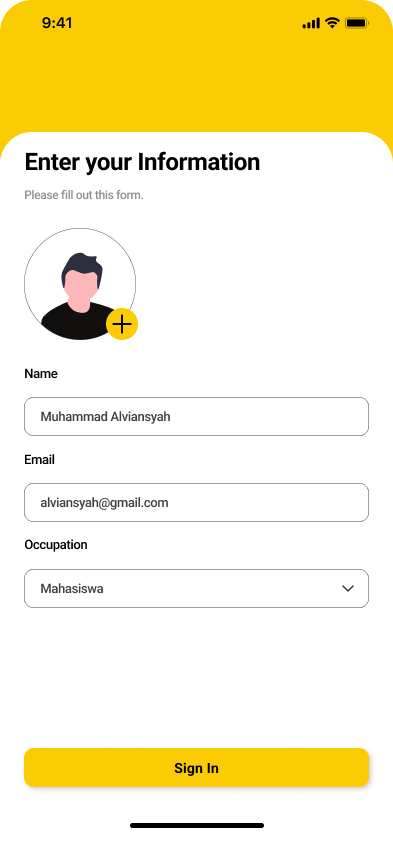 9:41
Enter your Information
Please fill out this form.
Name
Muhammad Alviansyah
Email
alviansyah@gmail.com
Occupation
Mahasiswa
Sign In